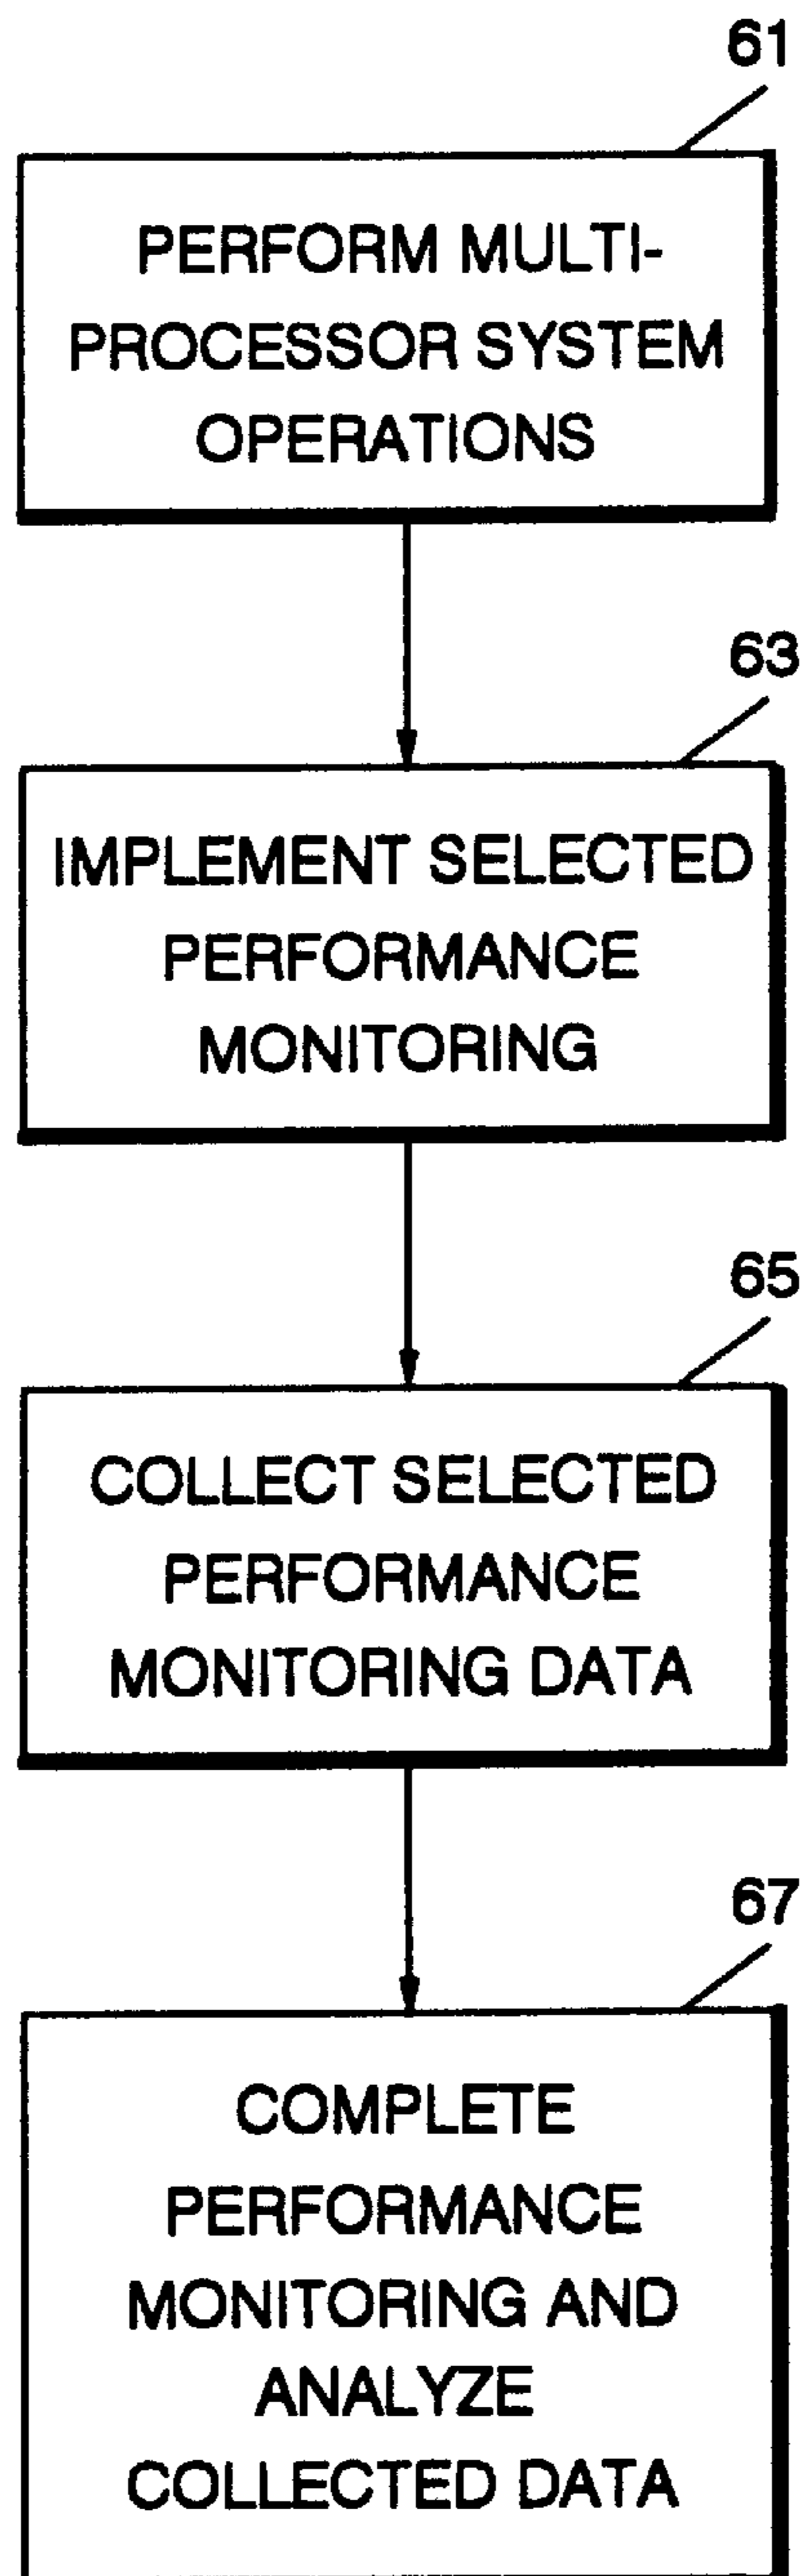 61
PERFORM MULTI-
PROCESSOR SYSTEM
OPERATIONS
63
IMPLEMENT SELECTED
PERFORMANCE
MONITORING
65
COLLECT SELECTED
PERFORMANCE
MONITORING DATA
67
COMPLETE
PERFORMANCE
MONITORING AND
ANALYZE
COLLECTED DATA